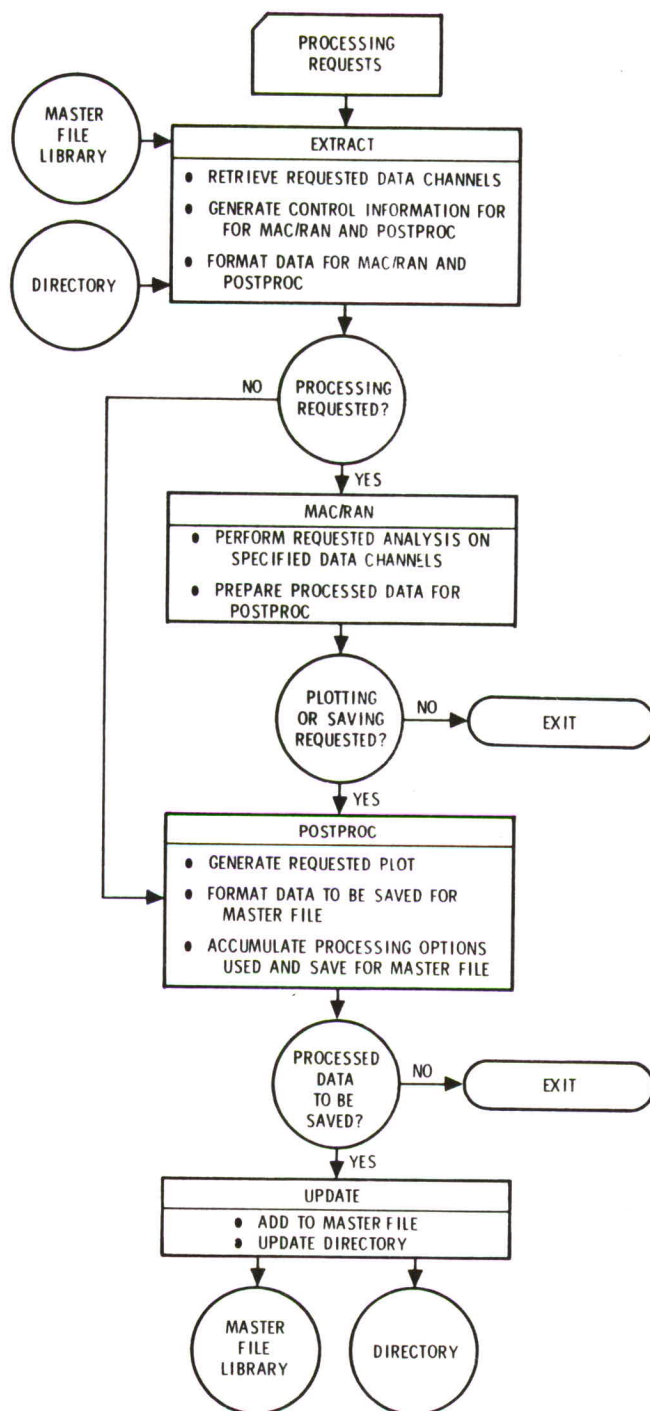 PROCESSING
REQUESTS
MASTER
FILE
LIBRARY
EXTRACT
• RETRIEVE REQUESTED DATA CHANNELS
• GENERATE CONTROL INFORMATION FOR
FOR MAC/RAN AND POSTPROC
• FORMAT DATA FOR MAC/RAN AND
POSTPROC
DIRECTORY
NO
PROCESSING
REQUESTED?
YES
MAC/RAN
• PERFORM REQUESTED ANALYSIS ON
SPECIFIED DATA CHANNELS
• PREPARE PROCESSED DATA FOR
POSTPROC
PLOTTING
OR SAVING
REQUESTED?
NO
EXIT
YES
POSTPROC
• GENERATE REQUESTED PLOT
• FORMAT DATA TO BE SAVED FOR
MASTER FILE
• ACCUMULATE PROCESSING OPTIONS
USED AND SAVE FOR MASTER FILE
PROCESSED
DATA
TO BE
SAVED?
NO
EXIT
YES
UPDATE
• ADD TO MASTER FILE
• UPDATE DIRECTORY
MASTER
FILE
LIBRARY
DIRECTORY